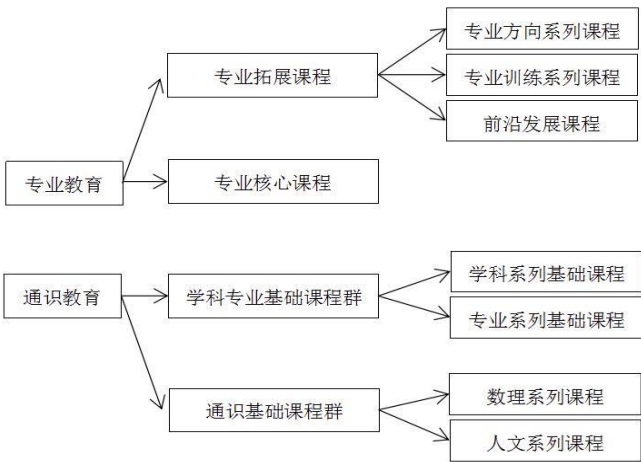 专业方向系列课程
专业拓展课程
专业训练系列课程
前沿发展课程
专业教育
专业核心课程
通识教育
学科专业基础课程群
学科系列基础课程
专业系列基础课程
通识基础课程群
数理系列课程
人文系列课程